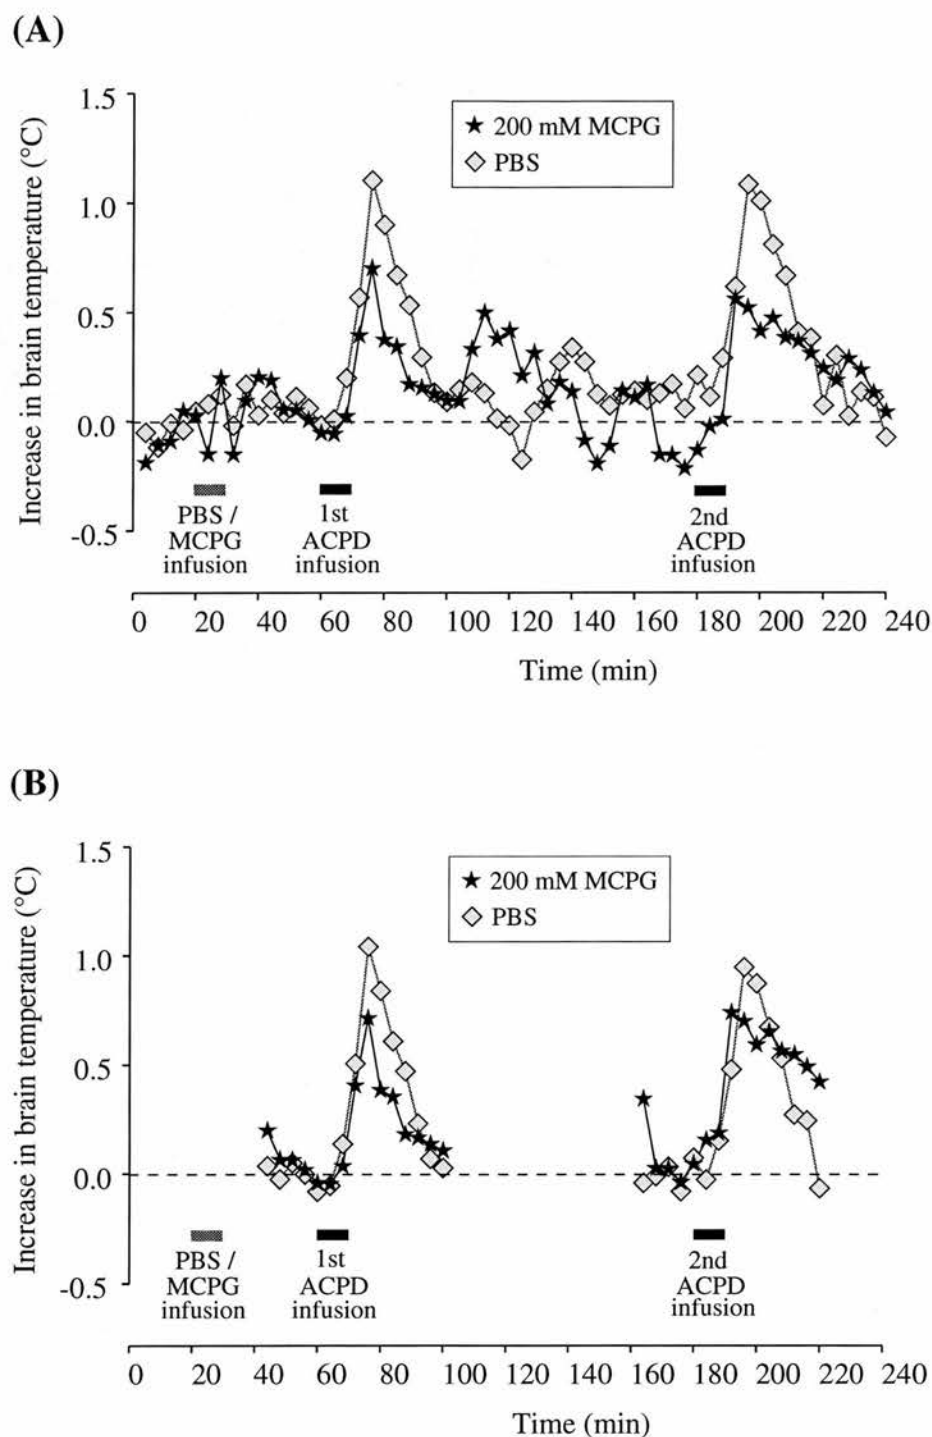 (A)
Increase in brain temperature (°C)
1.5
1.0
0.5
0.0
-0.5
★ 200 mM MCPG
◇ PBS
PBS /
MCPG
infusion
1st
ACPD
infusion
2nd
ACPD
infusion
0 20 40 60 80 100 120 140 160 180 200 220 240
Time (min)
(B)
Increase in brain temperature (°C)
1.5
1.0
0.5
0.0
-0.5
★ 200 mM MCPG
◇ PBS
PBS /
MCPG
infusion
1st
ACPD
infusion
2nd
ACPD
infusion
0 20 40 60 80 100 120 140 160 180 200 220 240
Time (min)